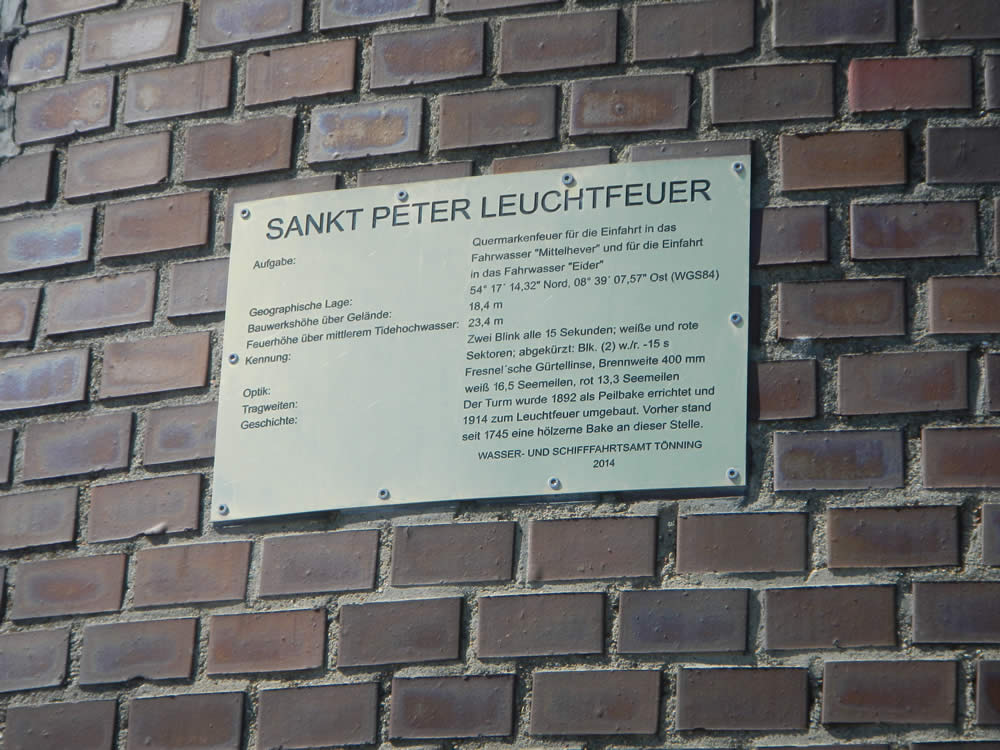 SANKT PETER LEUCHTFEUER
Aufgabe: Quermarkenfeuer für die Einfahrt in das
Fahrwasser "Mittelhever" und für die Einfahrt
in das Fahrwasser "Eider"
Geographische Lage: 54° 17´ 14,32" Nord, 08° 39´ 07,57" Ost (WGS84)
Bauwerkshöhe über Gelände: 18,4 m
Feuerhöhe über mittlerem Tidehochwasser: 23,4 m
Kennung: Zwei Blink alle 15 Sekunden; weiße und rote
Sektoren; abgekürzt: Blk. (2) w./r. -15 s
Optik: Fresnel´sche Gürtellinse, Brennweite 400 mm
Tragweiten: weiß 16,5 Seemeilen, rot 13,3 Seemeilen
Geschichte: Der Turm wurde 1892 als Peilbake errichtet und
1914 zum Leuchtfeuer umgebaut. Vorher stand
seit 1745 eine hölzerne Bake an dieser Stelle.
WASSER- UND SCHIFFFAHRTSAMT TÖNNING
2014